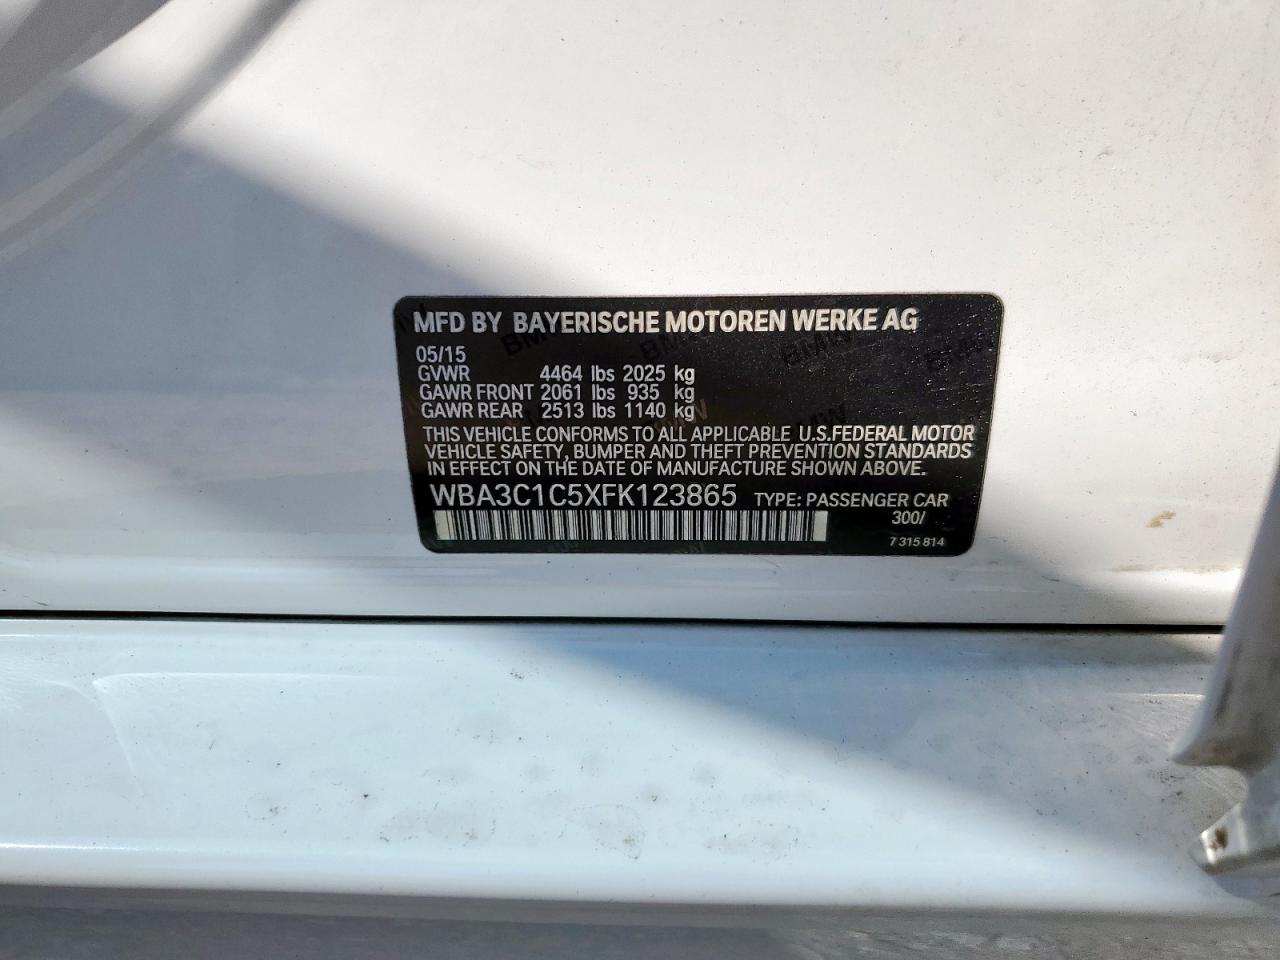 MFD BY BAYERISCHE MOTOREN WERKE AG
05/15
GVWR 4464 lbs 2025 kg
GAWR FRONT 2061 lbs 935 kg
GAWR REAR 2513 lbs 1140 kg
THIS VEHICLE CONFORMS TO ALL APPLICABLE U.S.FEDERAL MOTOR
VEHICLE SAFETY, BUMPER AND THEFT PREVENTION STANDARDS
IN EFFECT ON THE DATE OF MANUFACTURE SHOWN ABOVE.
WBA3C1C5XFK123865 TYPE: PASSENGER CAR
300/
7 315 814